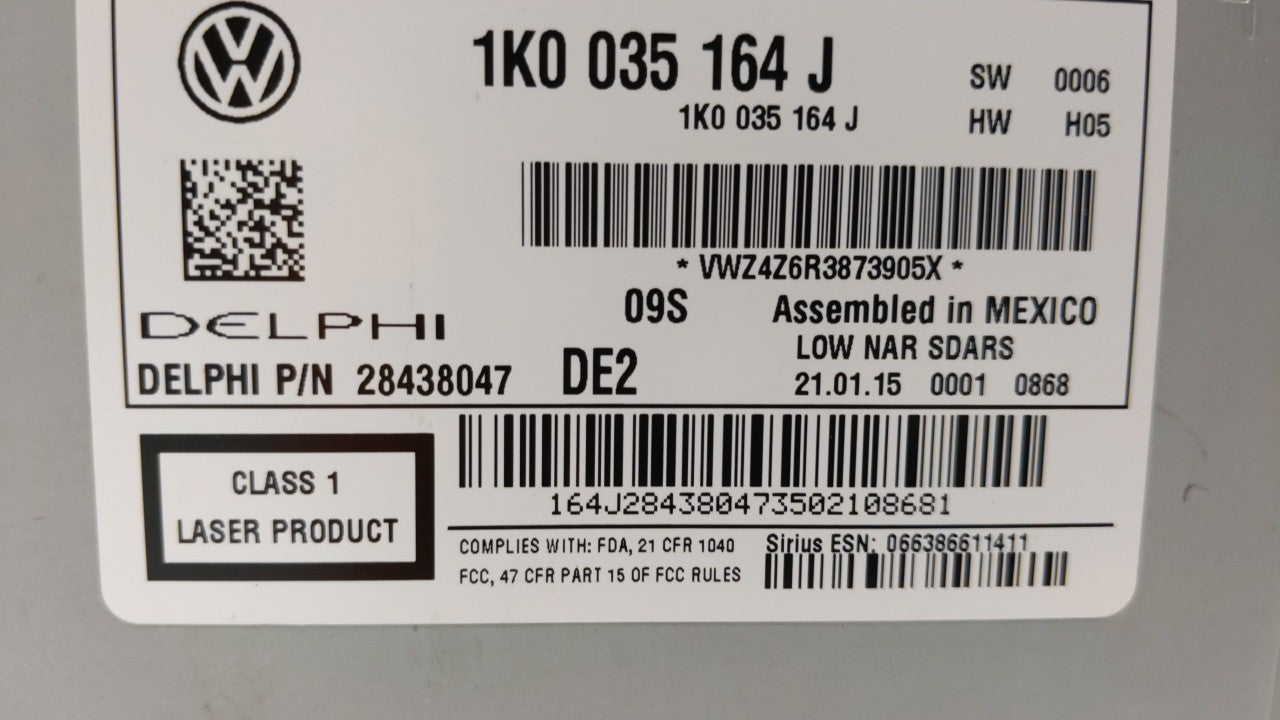 1K0 035 164 J
SW 0006
1K0 035 164 J
HW H05
* VWZ4Z6R3873905X *
09S
Assembled in MEXICO
DELPHI
LOW NAR SDARS
DELPHI P/N 28438047
DE2
21.01.15 0001 0868
CLASS 1
LASER PRODUCT
164J284380473502108681
COMPLIES WITH: FDA, 21 CFR 1040
FCC, 47 CFR PART 15 OF FCC RULES
Sirius ESN: 066386611411